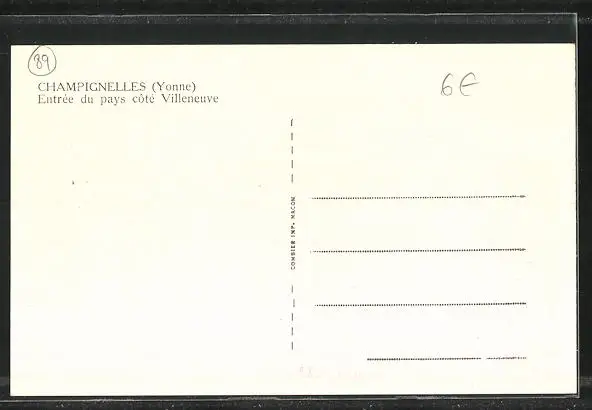 89
6€
CHAMPIGNELLES (Yonne)
Entrée du pays côté Villeneuve
COMBIER IMP. MACON